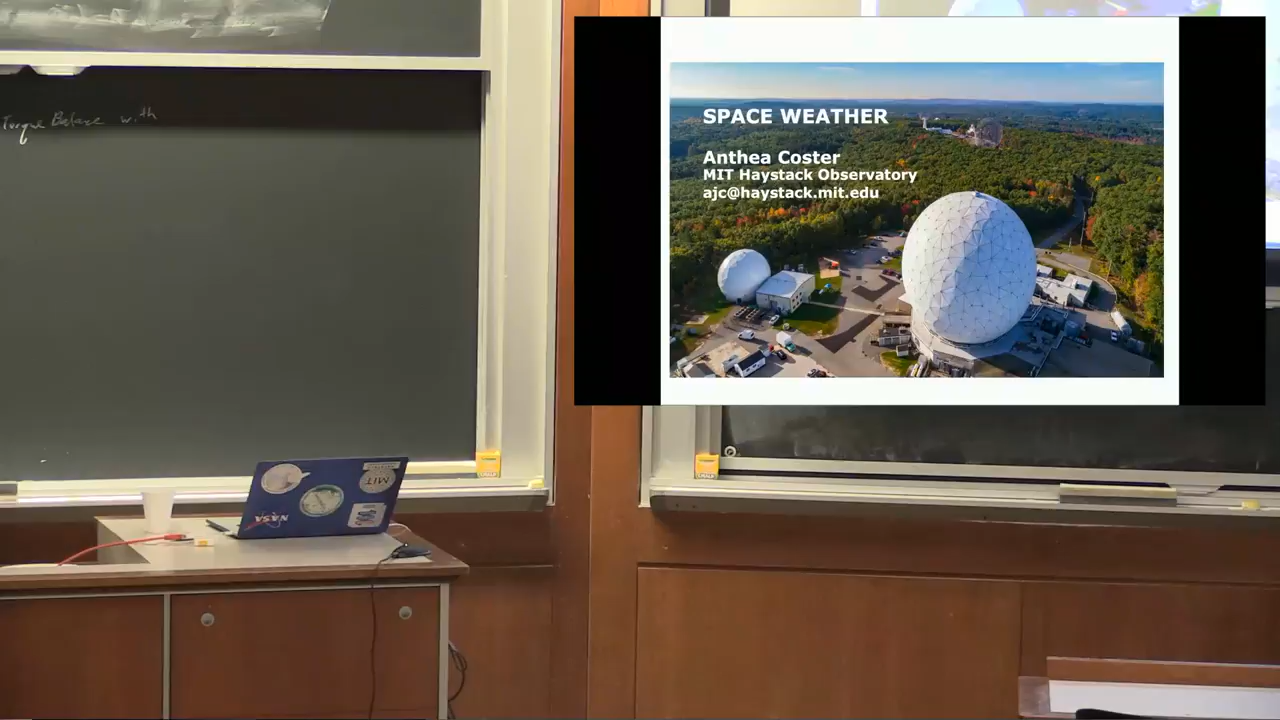 Torque Balance with
SPACE WEATHER
Anthea Coster
MIT Haystack Observatory
ajc@haystack.mit.edu
MIT
NASA